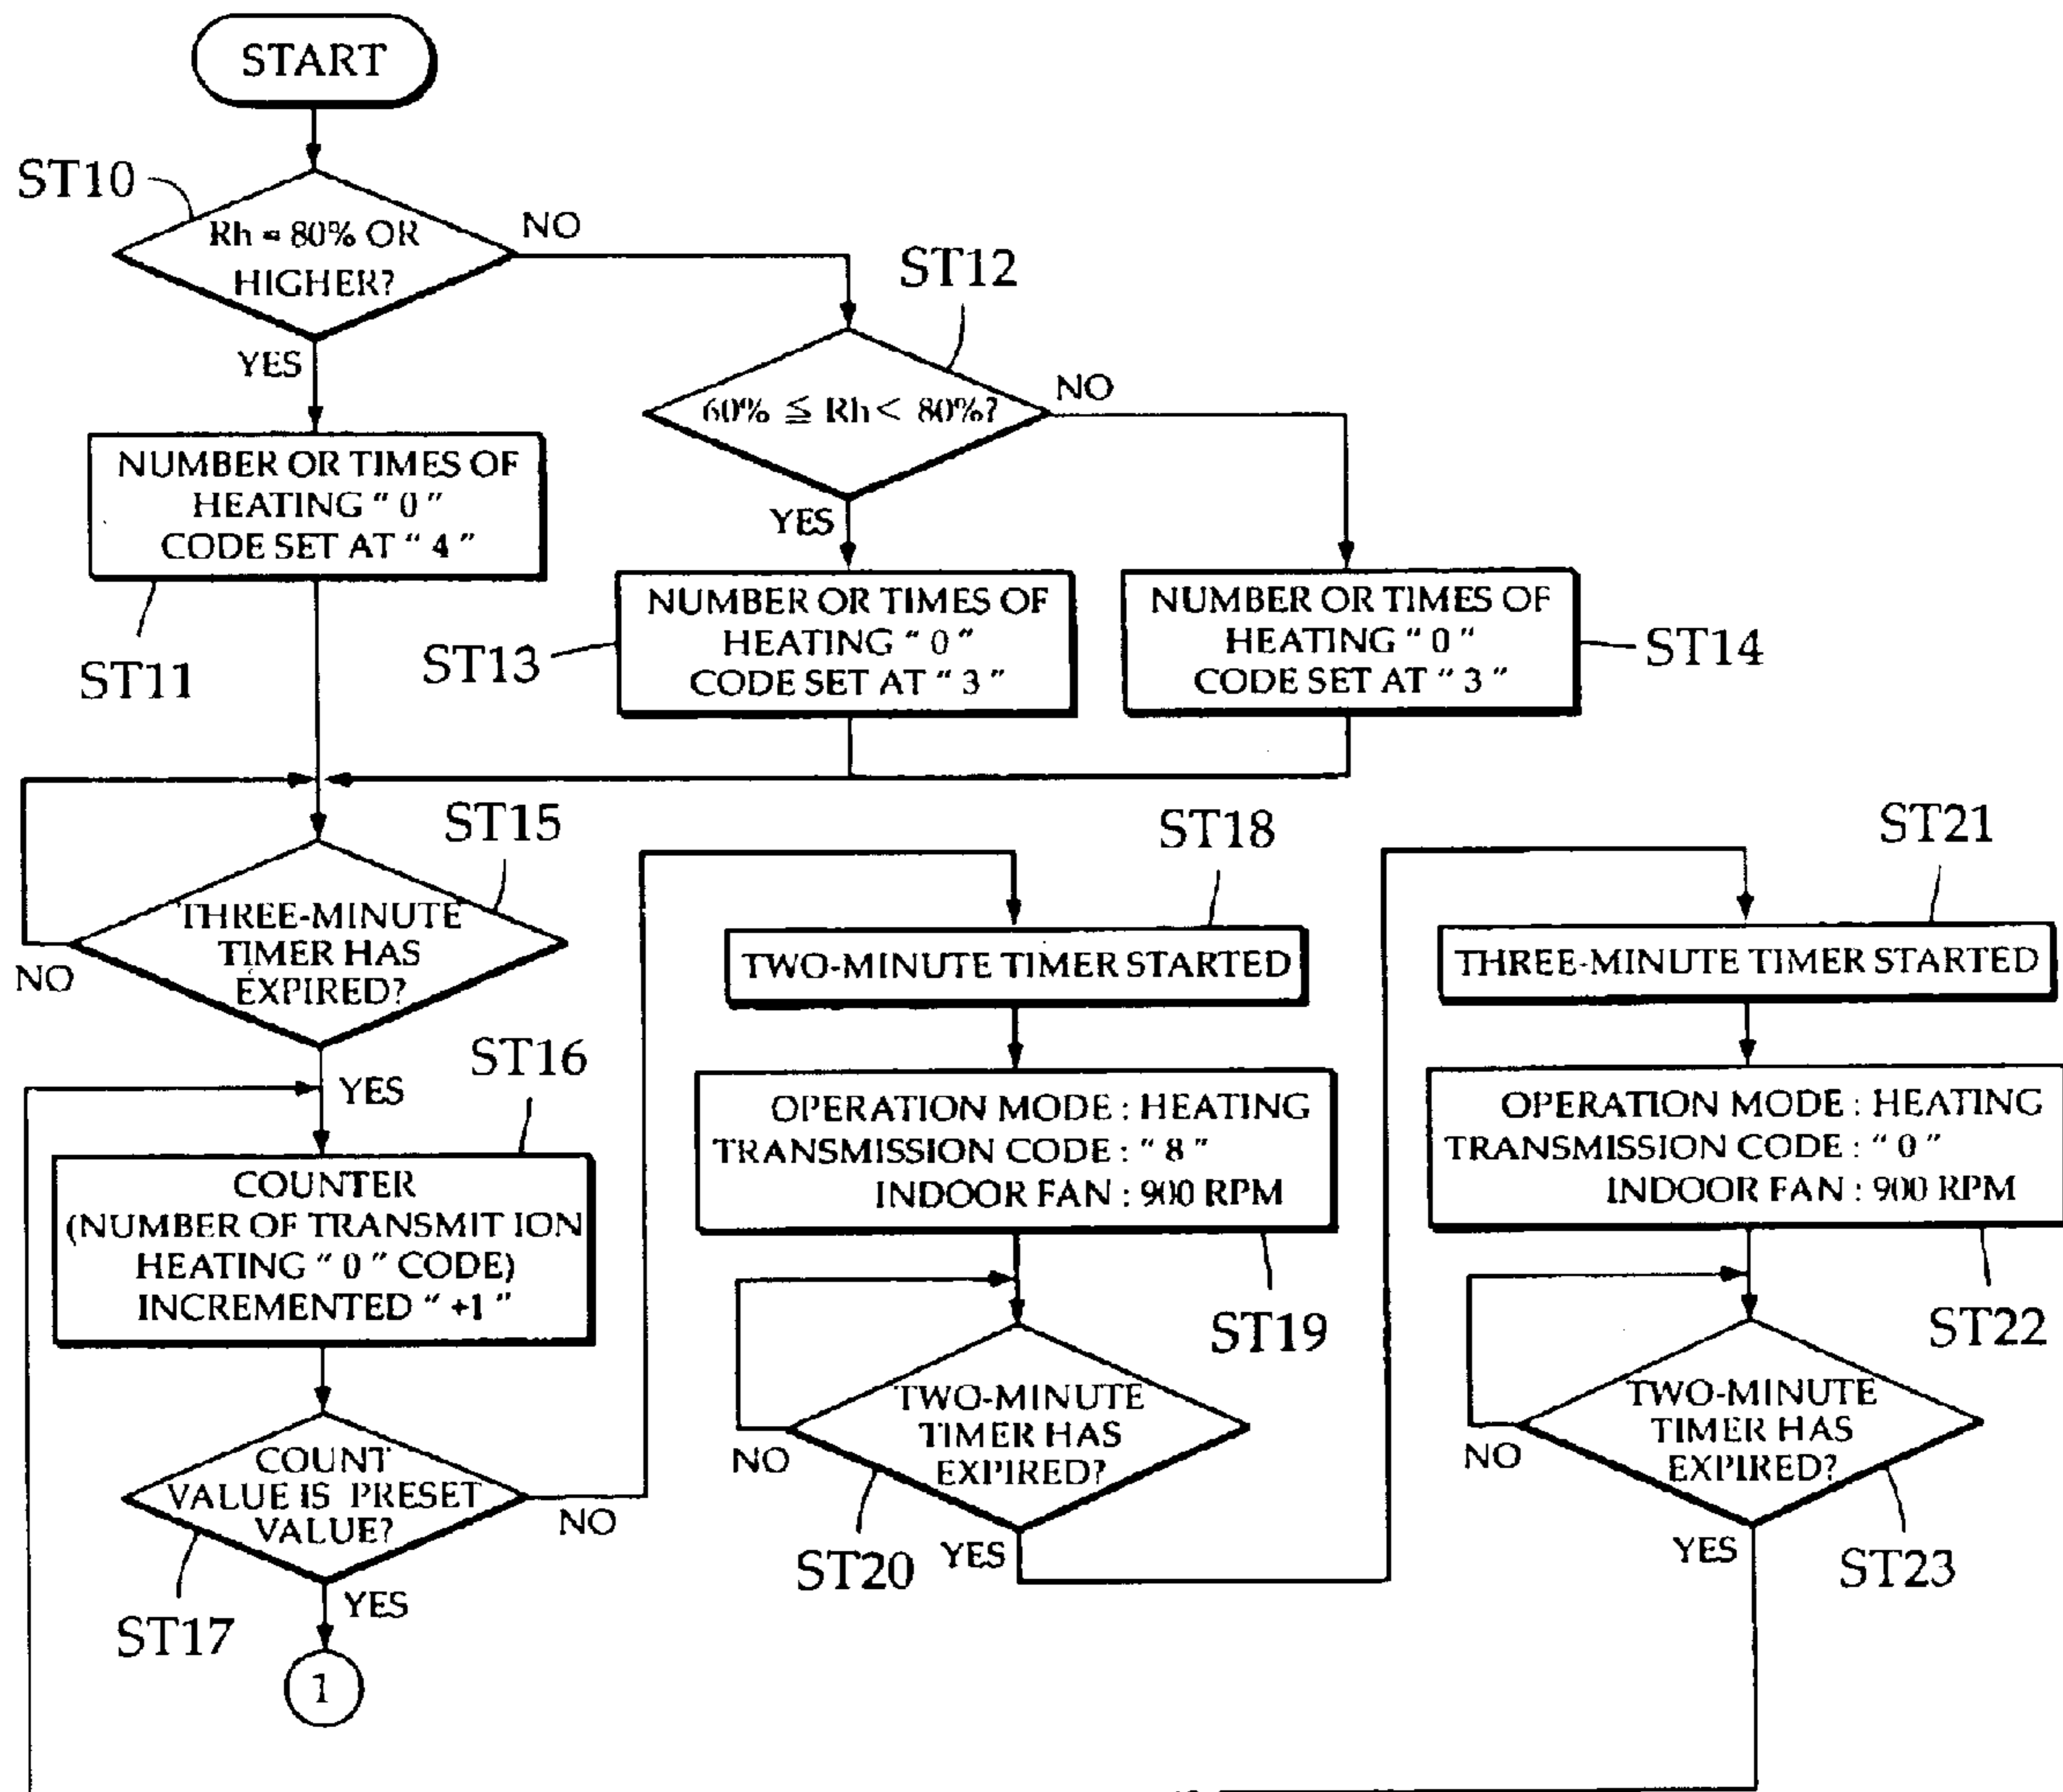 START
ST10
Rh = 80% OR
HIGHER?
NO
YES
ST12
60% ≦ Rh < 80%?
NO
YES
NUMBER OR TIMES OF
HEATING " 0 "
CODE SET AT " 4 "
ST11
NUMBER OR TIMES OF
HEATING " 0 "
CODE SET AT " 3 "
ST13
NUMBER OR TIMES OF
HEATING " 0 "
CODE SET AT " 3 "
ST14
ST15
THREE-MINUTE
TIMER HAS
EXPIRED?
NO
YES
ST16
COUNTER
(NUMBER OF TRANSMIT ION
HEATING " 0 " CODE)
INCREMENTED " +1 "
COUNT
VALUE IS PRESET
VALUE?
NO
ST17
YES
1
ST18
TWO-MINUTE TIMER STARTED
OPERATION MODE : HEATING
TRANSMISSION CODE : " 8 "
INDOOR FAN : 900 RPM
ST19
TWO-MINUTE
TIMER HAS
EXPIRED?
NO
ST20
YES
ST21
THREE-MINUTE TIMER STARTED
OPERATION MODE : HEATING
TRANSMISSION CODE : " 0 "
INDOOR FAN : 900 RPM
ST22
TWO-MINUTE
TIMER HAS
EXPIRED?
NO
YES
ST23